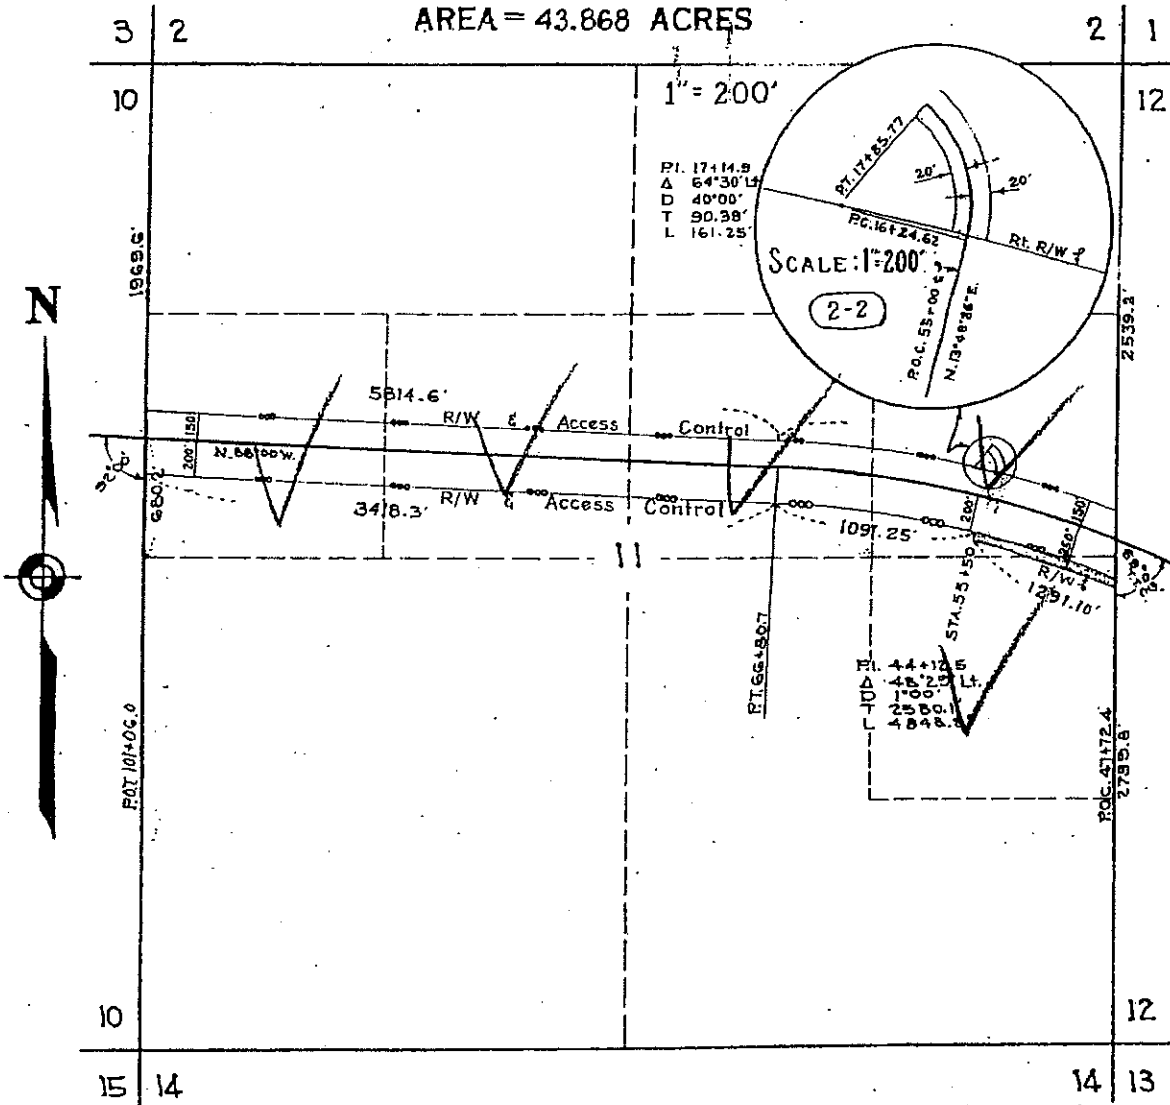 AREA = 43.868 ACRES
3 2
2 1
10
12
1" = 200'
P.I. 17+14.9
Δ 64°30' Lt
D 40°00'
T 90.38'
L 161.25'
P.T. 17+85.77
20'
20'
P.C. 16+24.62
Rt. R/W
SCALE: 1"=200'
2-2
P.O.C. 55+00
N. 13°48'26" E.
1969.6'
2539.2'
N
5814.6'
R/W
Access
Control
150'
200'
N. 88°00' W.
R/W
Access
Control
3418.3'
680.2'
1091.25'
200'
150'
250'
11
R/W
1291.10'
STA. 55+50
P.T. 66+80.7
P.I. 44+12.5
Δ 48°29' Lt.
D 1°00'
T 2580.1'
L 4848.
P.O.T. 101+06.0
P.O.C. 47+72.4
2789.8'
10
12
15 14
14 13